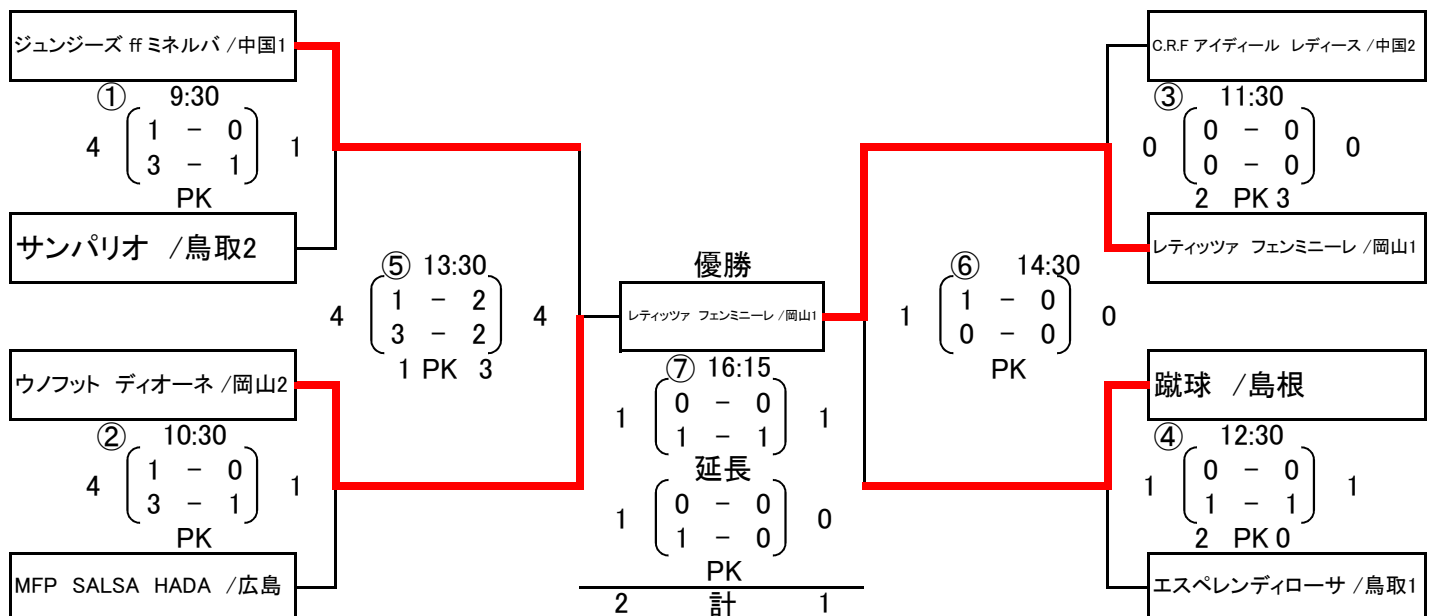 ジュンジーズ ff ミネルバ /中国1
① 9:30
4 1 - 0 1
3 - 1
PK
サンパリオ /鳥取2
⑤ 13:30
4 1 - 2 4
3 - 2
1 PK 3
ウノフット ディオーネ /岡山2
② 10:30
4 1 - 0 1
3 - 1
PK
MFP SALSA HADA /広島
優勝
レティッツァ フェンミニーレ /岡山1
⑦ 16:15
1 0 - 0 1
1 - 1
延長
1 0 - 0 0
1 - 0
PK
2 計 1
C.R.F アイディール レディース /中国2
③ 11:30
0 0 - 0 0
0 - 0
2 PK 3
レティッツァ フェンミニーレ /岡山1
⑥ 14:30
1 1 - 0 0
0 - 0
PK
蹴球 /島根
④ 12:30
1 0 - 0 1
1 - 1
2 PK 0
エスペレンディローサ /鳥取1